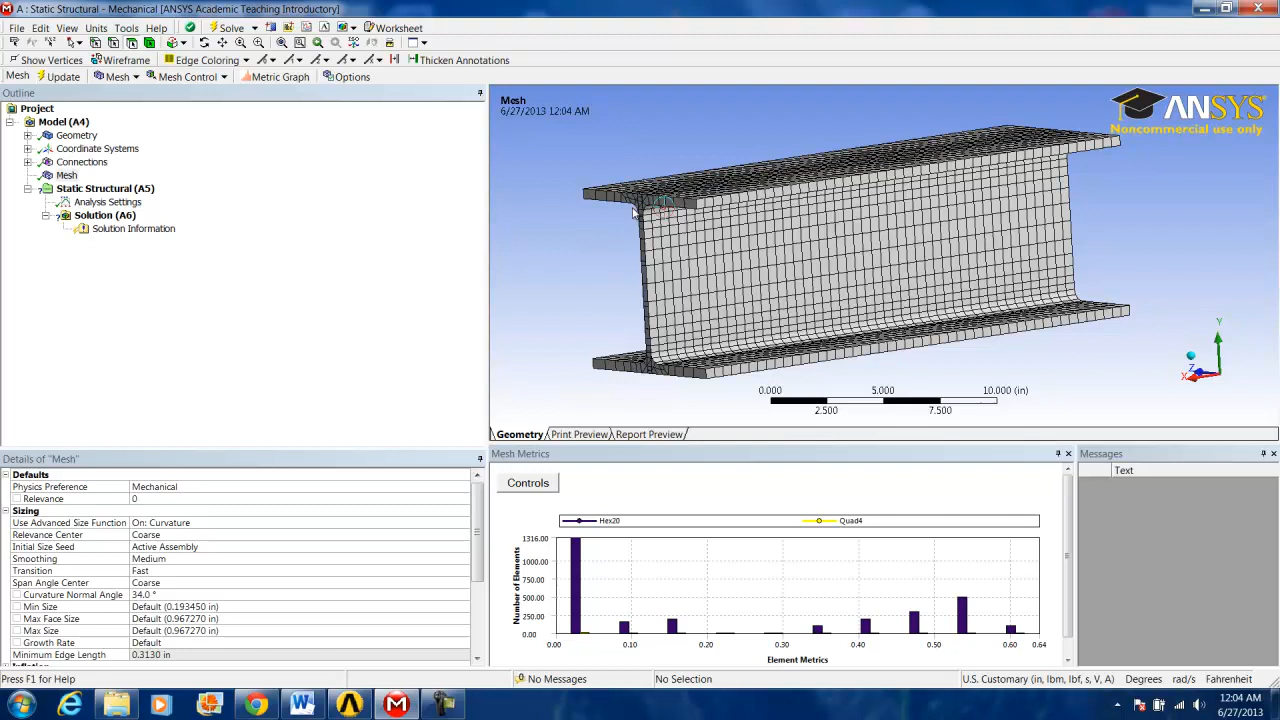 A : Static Structural - Mechanical [ANSYS Academic Teaching Introductory]
File Edit View Units Tools Help Solve Worksheet
Show Vertices Wireframe Edge Coloring Thicken Annotations
Mesh Update Mesh Mesh Control Metric Graph Options
Outline
Project
Model (A4)
Geometry
Coordinate Systems
Connections
Mesh
Static Structural (A5)
Analysis Settings
Solution (A6)
Solution Information
Mesh
6/27/2013 12:04 AM
ANSYS
Noncommercial use only
Y
Z
X
0.000 5.000 10.000 (in)
2.500 7.500
Geometry Print Preview Report Preview
Details of "Mesh"
Defaults
Physics Preference Mechanical
Relevance 0
Sizing
Use Advanced Size Function On: Curvature
Relevance Center Coarse
Initial Size Seed Active Assembly
Smoothing Medium
Transition Fast
Span Angle Center Coarse
Curvature Normal Angle 34.0 °
Min Size Default (0.193450 in)
Max Face Size Default (0.967270 in)
Max Size Default (0.967270 in)
Growth Rate Default
Minimum Edge Length 0.3130 in
Mesh Metrics
Controls
Hex20 Quad4
Number of Elements
1316.00
1000.00
750.00
500.00
250.00
0.00
0.00 0.10 0.20 0.30 0.40 0.50 0.60 0.64
Element Metrics
Messages
Text
Press F1 for Help No Messages No Selection U.S. Customary (in, lbm, lbf, s, V, A) Degrees rad/s Fahrenheit
12:04 AM
6/27/2013